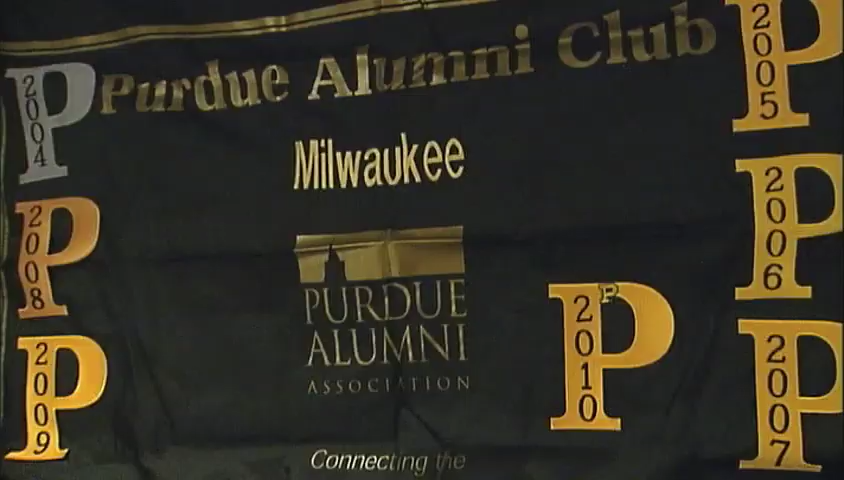 Purdue Alumni Club
Milwaukee
PURDUE
ALUMNI
ASSOCIATION
Connecting the
P 2004
P 2008
P 2009
P P 2010
P 2005
P 2006
P 2007